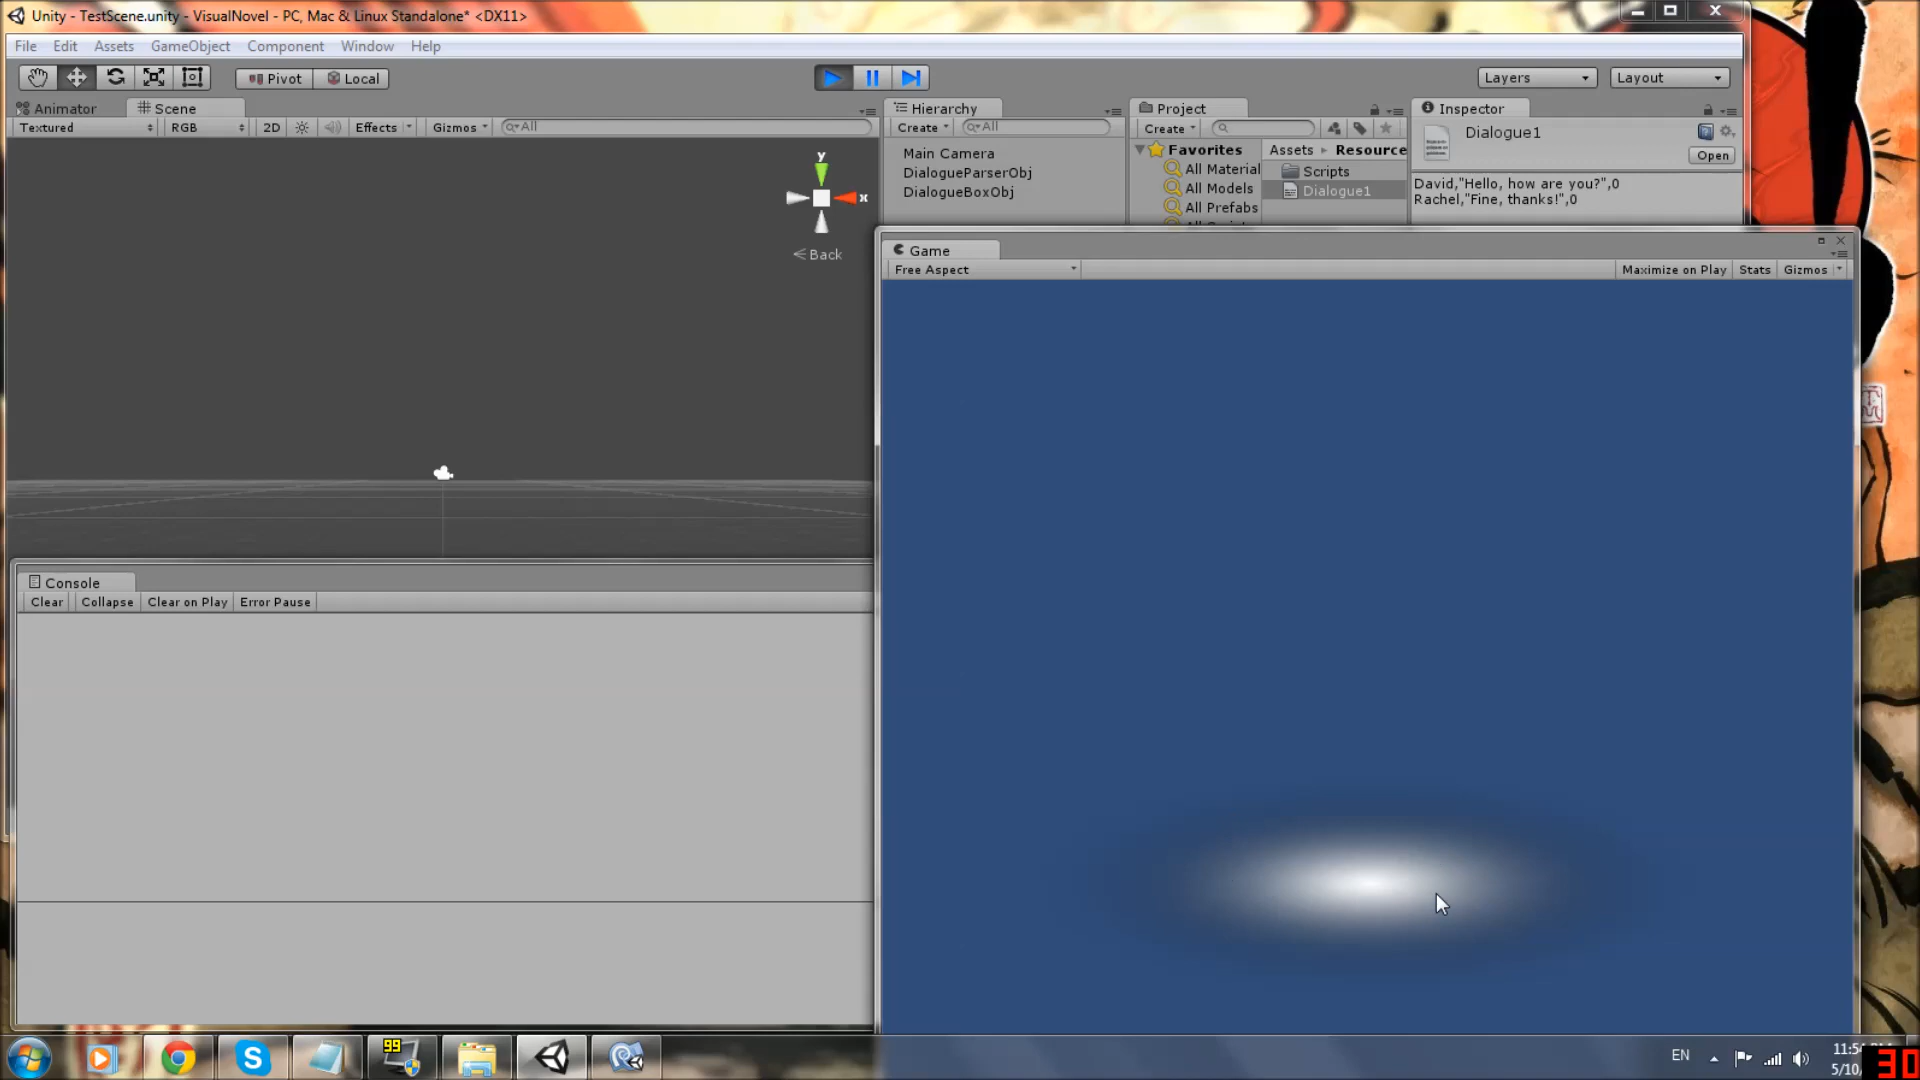 Unity - TestScene.unity - VisualNovel - PC, Mac & Linux Standalone* <DX11>
File Edit Assets GameObject Component Window Help
Pivot Local Layers Layout
Animator Scene Hierarchy Project Inspector
Textured RGB 2D Effects Gizmos All Create All Create
Dialogue1
Open
Main Camera
DialogueParserObj
DialogueBoxObj
Favorites
All Material
All Models
All Prefabs
Assets Resource
Scripts
Dialogue1
David,"Hello, how are you?",0
Rachel,"Fine, thanks!",0
y
x
Back
Game
Free Aspect Maximize on Play Stats Gizmos
Console
Clear Collapse Clear on Play Error Pause
99
EN
5/10/
30